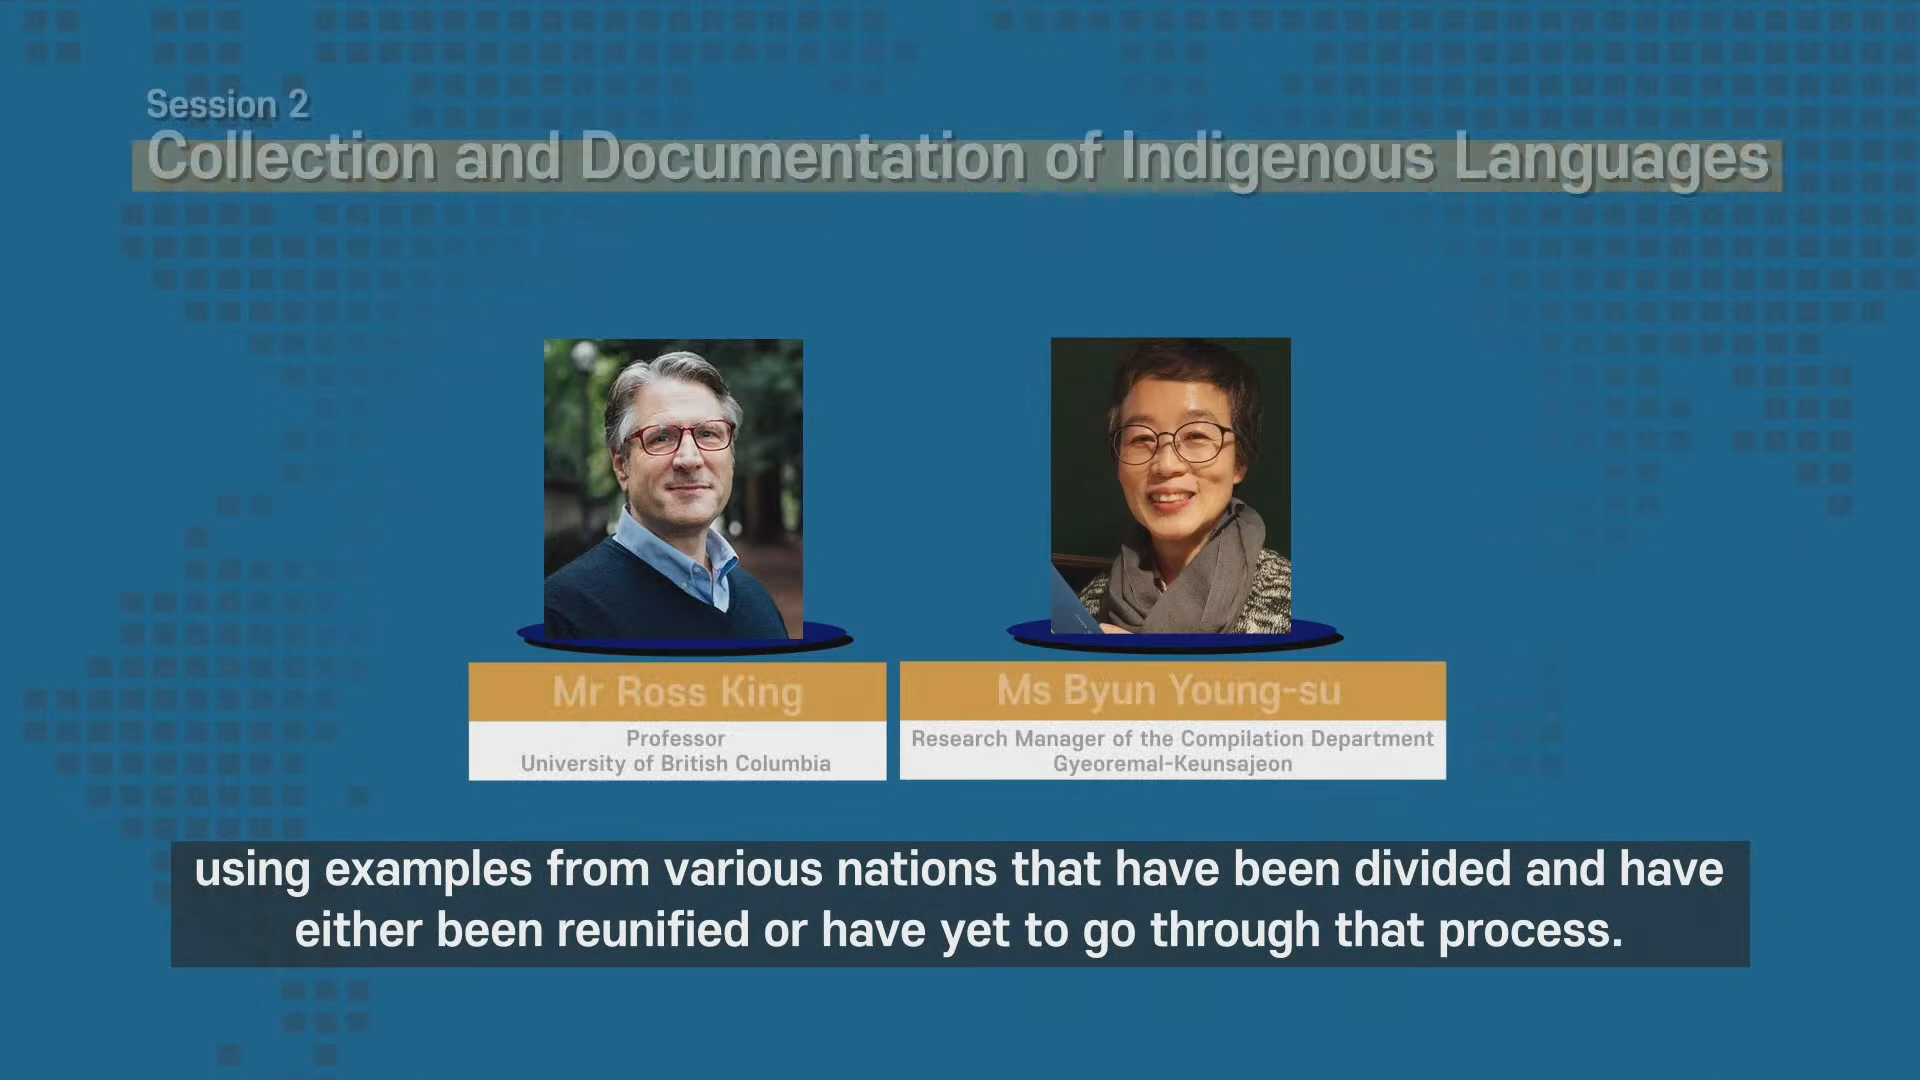 Session 2
Collection and Documentation of Indigenous Languages
Mr Ross King
Professor
University of British Columbia
Ms Byun Young-su
Research Manager of the Compilation Department
Gyeoremal-Keunsajeon
using examples from various nations that have been divided and have
either been reunified or have yet to go through that process.